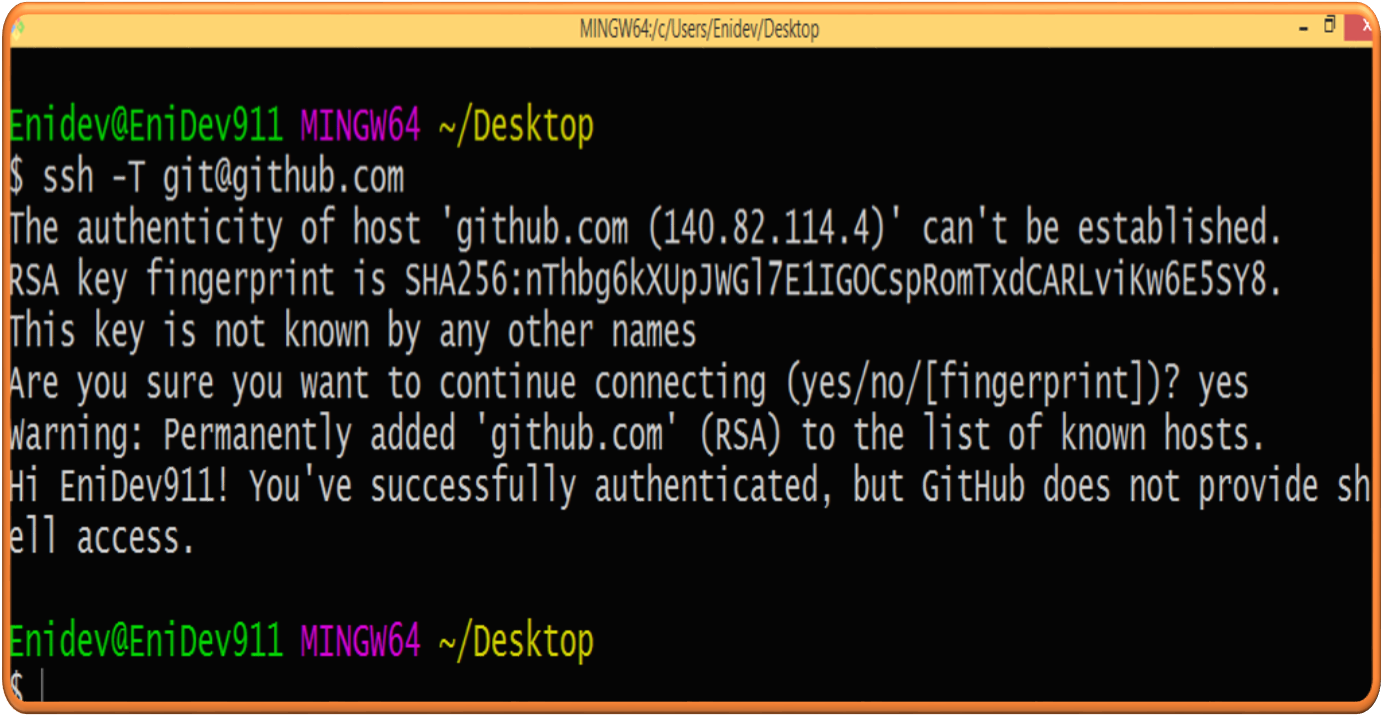 MINGW64:/c/Users/Enidev/Desktop
Enidev@EniDev911 MINGW64 ~/Desktop
$ ssh -T git@github.com
The authenticity of host 'github.com (140.82.114.4)' can't be established.
RSA key fingerprint is SHA256:nThbg6kXUpJWGl7E1IGOCspRomTxdCARLviKw6E5SY8.
This key is not known by any other names
Are you sure you want to continue connecting (yes/no/[fingerprint])? yes
Warning: Permanently added 'github.com' (RSA) to the list of known hosts.
Hi EniDev911! You've successfully authenticated, but GitHub does not provide sh
ell access.
Enidev@EniDev911 MINGW64 ~/Desktop
$